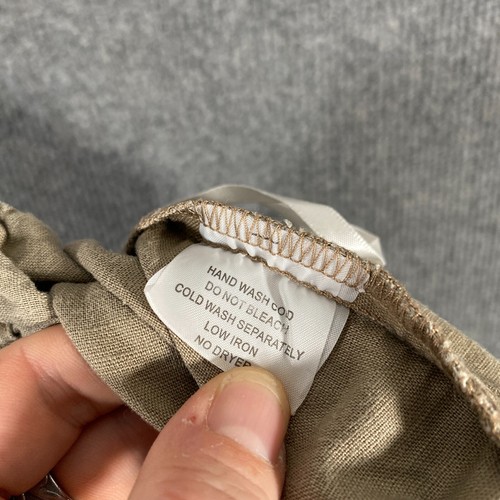 HAND WASH COLD
DO NOT BLEACH
COLD WASH SEPARATELY
LOW IRON
NO DRYER